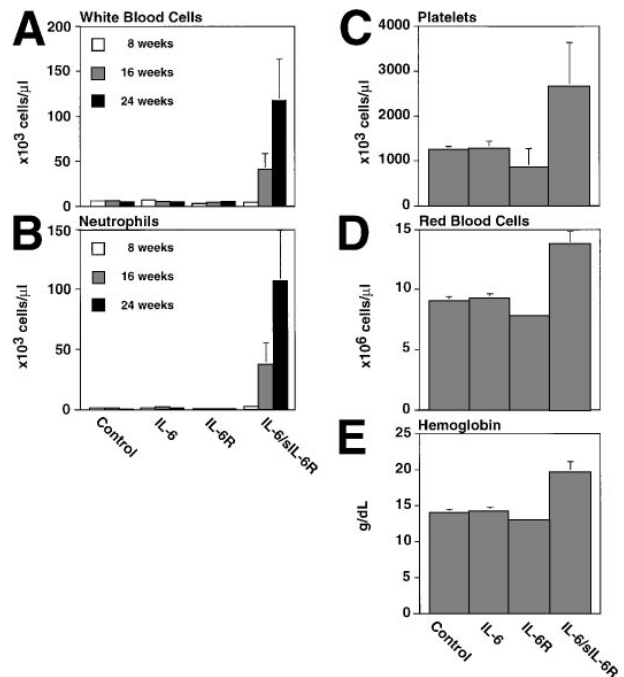 A
White Blood Cells
200
150
100
50
0
x10³ cells/µl
8 weeks
16 weeks
24 weeks
B
Neutrophils
150
100
50
0
x10³ cells/µl
8 weeks
16 weeks
24 weeks
Control
IL-6
IL-6R
IL-6/sIL-6R
C
Platelets
4000
3000
2000
1000
0
x10³ cells/µl
D
Red Blood Cells
15
10
5
0
x10⁶ cells/µl
E
Hemoglobin
25
20
15
10
5
0
g/dL
Control
IL-6
IL-6R
IL-6/sIL-6R